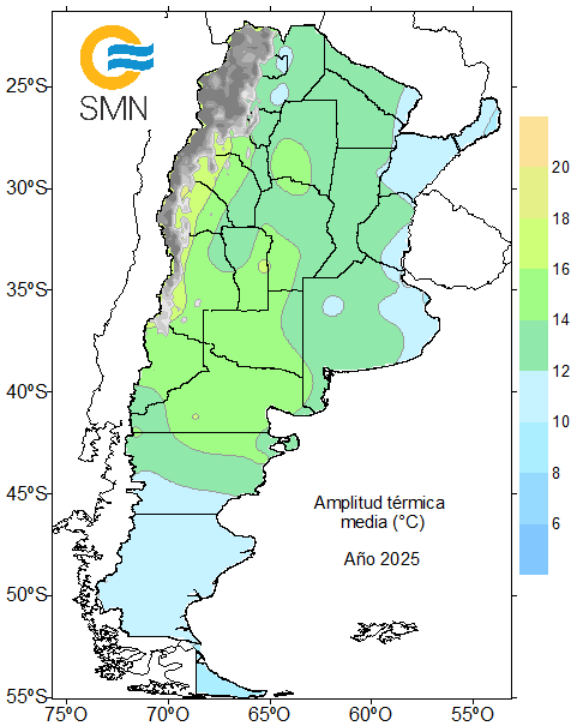 SMN
25ºS
30ºS
35ºS
40ºS
45ºS
50ºS
55ºS
75ºO
70ºO
65ºO
60ºO
55ºO
20
18
16
14
12
10
8
6
Amplitud térmica
media (°C)
Año 2025